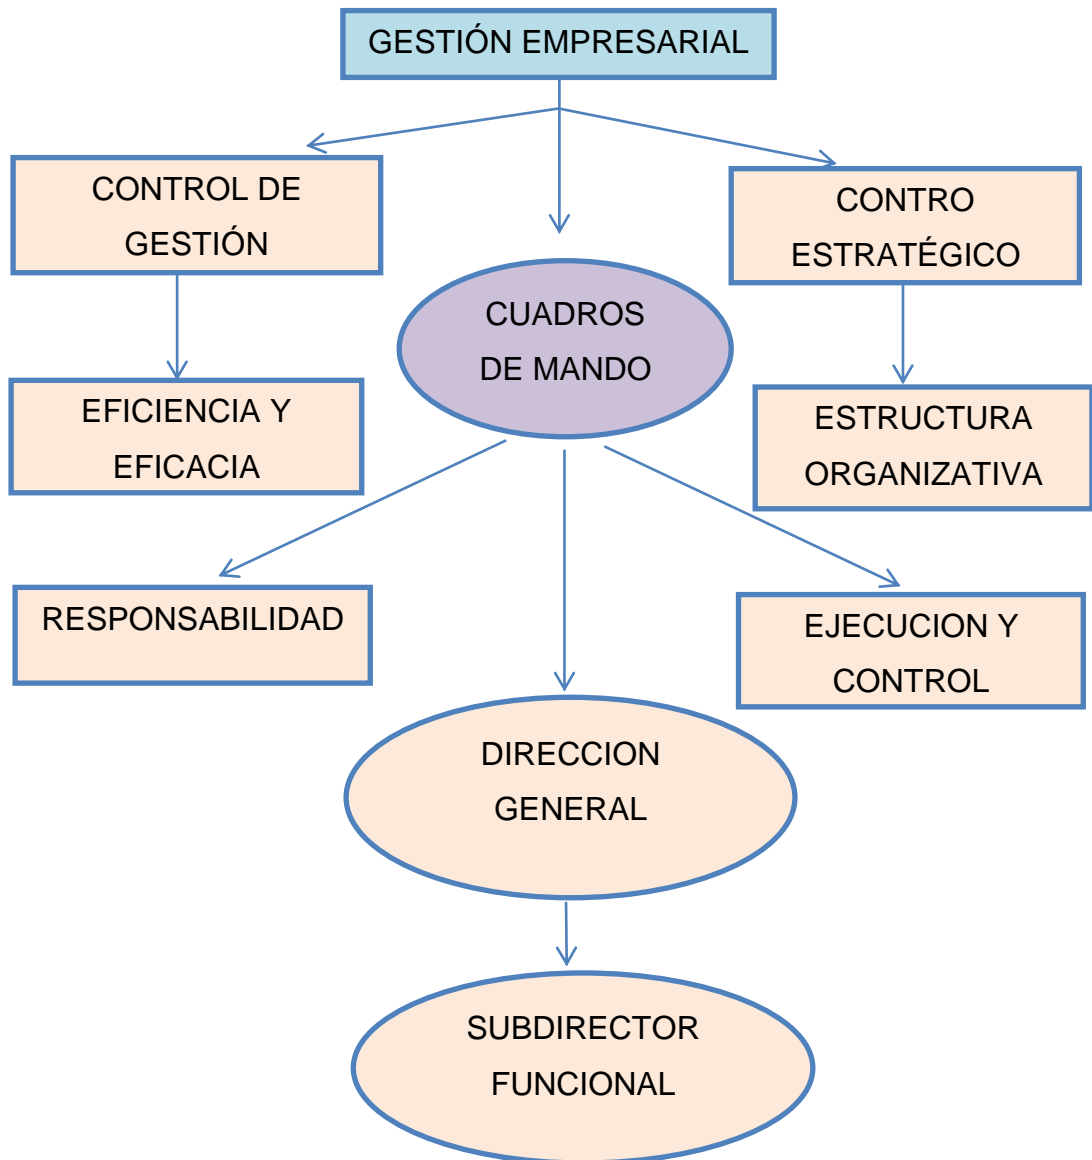 GESTIÓN EMPRESARIAL
CONTROL DE
GESTIÓN
CONTRO
ESTRATÉGICO
CUADROS
DE MANDO
EFICIENCIA Y
EFICACIA
ESTRUCTURA
ORGANIZATIVA
RESPONSABILIDAD
EJECUCION Y
CONTROL
DIRECCION
GENERAL
SUBDIRECTOR
FUNCIONAL